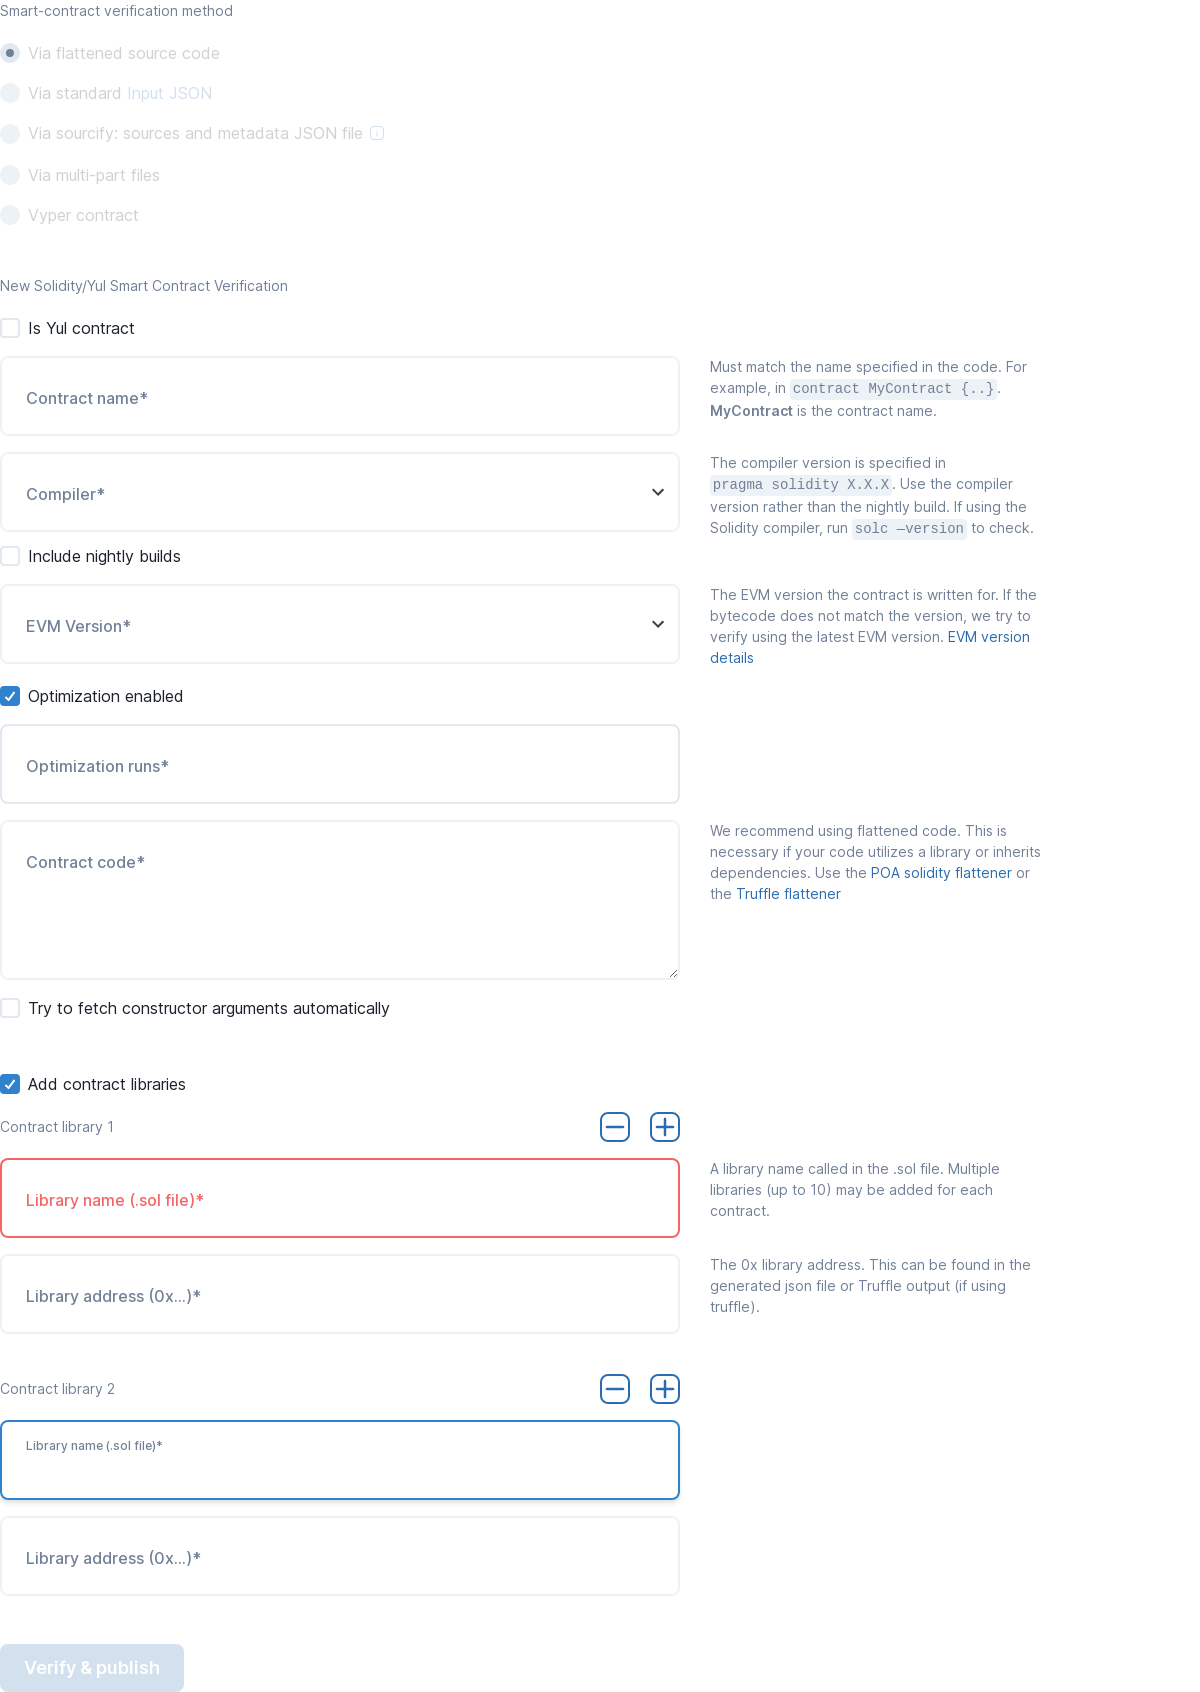 Smart-contract verification method
Via flattened source code
Via standard Input JSON
Via sourcify: sources and metadata JSON file
Via multi-part files
Vyper contract
New Solidity/Yul Smart Contract Verification
Is Yul contract
Contract name*
Must match the name specified in the code. For
example, in contract MyContract {..}.
MyContract is the contract name.
Compiler*
The compiler version is specified in
pragma solidity X.X.X. Use the compiler
version rather than the nightly build. If using the
Solidity compiler, run solc —version to check.
Include nightly builds
EVM Version*
The EVM version the contract is written for. If the
bytecode does not match the version, we try to
verify using the latest EVM version. EVM version
details
Optimization enabled
Optimization runs*
Contract code*
We recommend using flattened code. This is
necessary if your code utilizes a library or inherits
dependencies. Use the POA solidity flattener or
the Truffle flattener
Try to fetch constructor arguments automatically
Add contract libraries
Contract library 1
Library name (.sol file)*
A library name called in the .sol file. Multiple
libraries (up to 10) may be added for each
contract.
Library address (0x...)*
The 0x library address. This can be found in the
generated json file or Truffle output (if using
truffle).
Contract library 2
Library name (.sol file)*
Library address (0x...)*
Verify & publish